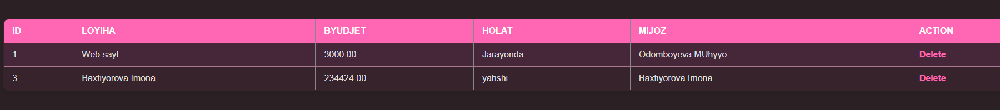 ID LOYIHA BYUDJET HOLAT MIJOZ ACTION
1 Web sayt 3000.00 Jarayonda Odomboyeva MUhyyo Delete
3 Baxtiyorova Imona 234424.00 yahshi Baxtiyorova Imona Delete